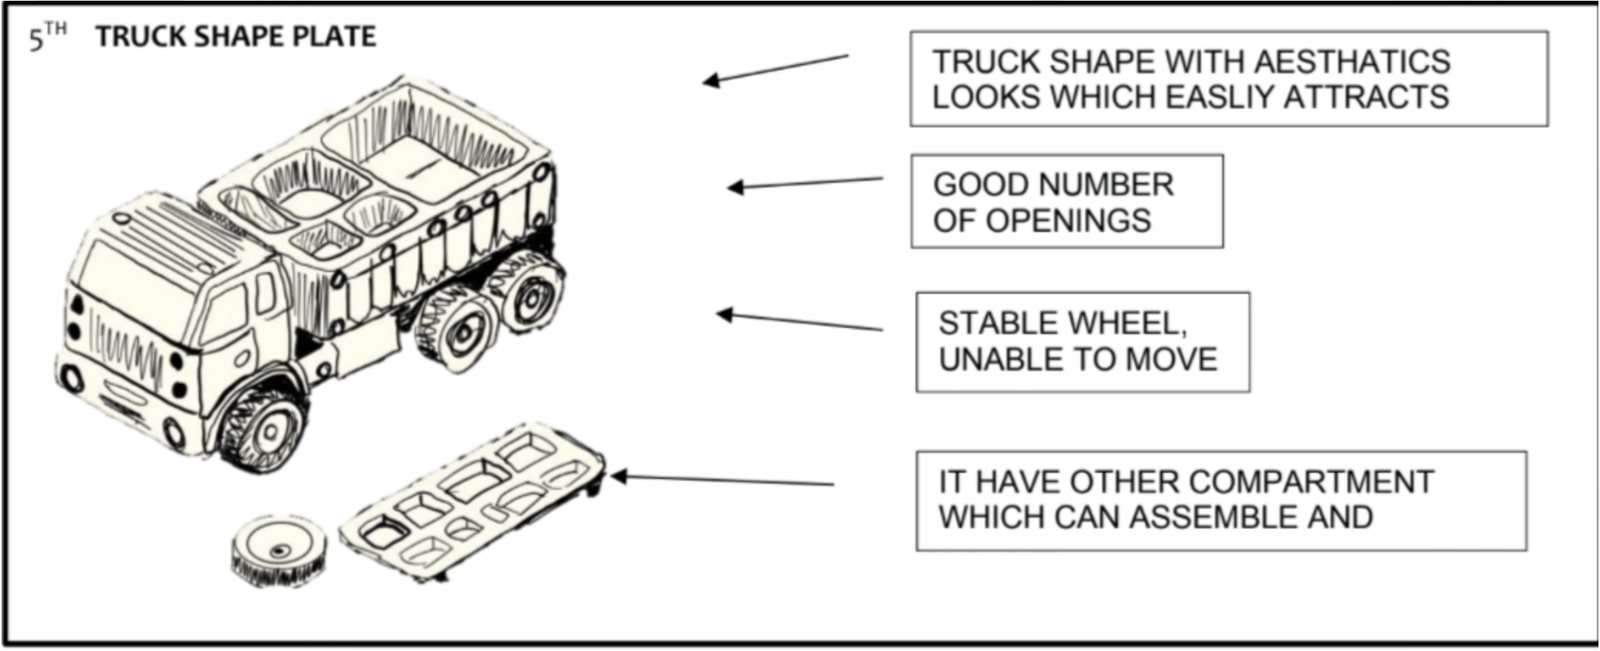 5TH TRUCK SHAPE PLATE
TRUCK SHAPE WITH AESTHATICS
LOOKS WHICH EASLIY ATTRACTS
GOOD NUMBER
OF OPENINGS
STABLE WHEEL,
UNABLE TO MOVE
IT HAVE OTHER COMPARTMENT
WHICH CAN ASSEMBLE AND